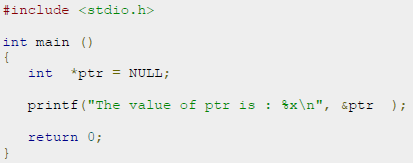 #include <stdio.h>
int main ()
{
int *ptr = NULL;
printf("The value of ptr is : %x\n", &ptr );
return 0;
}